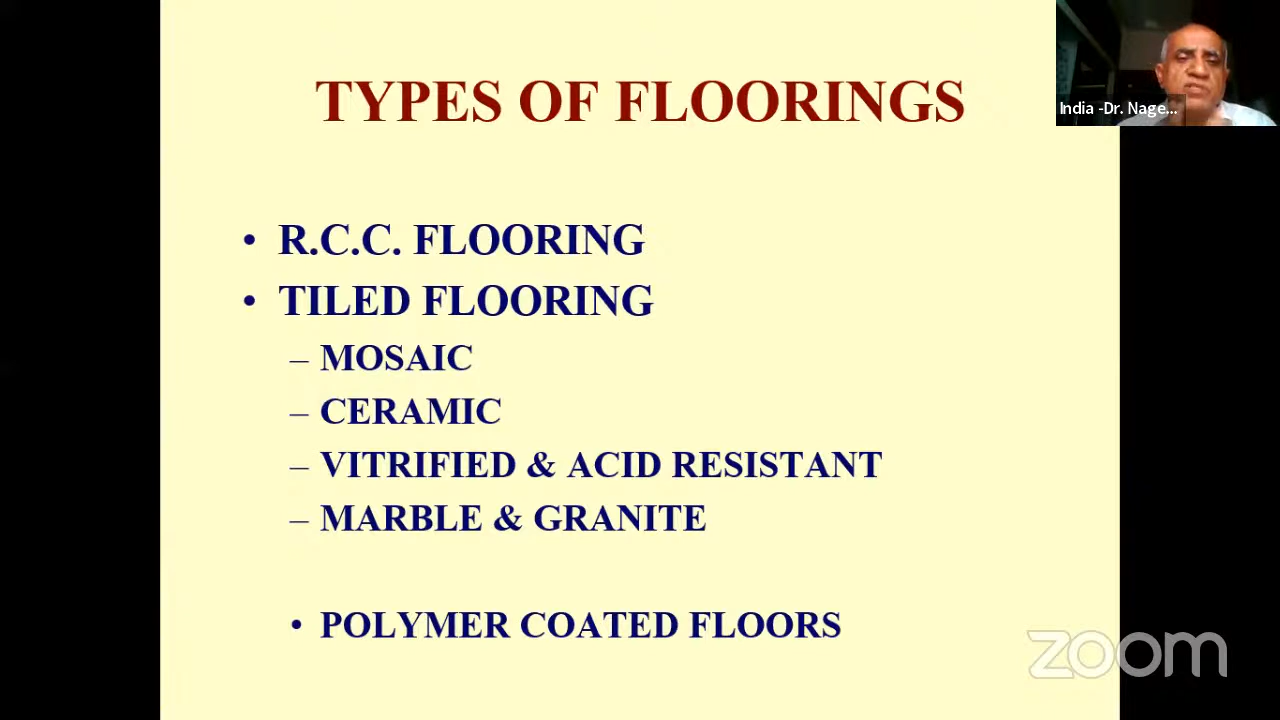 TYPES OF FLOORINGS
India -Dr. Nage...
• R.C.C. FLOORING
• TILED FLOORING
– MOSAIC
– CERAMIC
– VITRIFIED & ACID RESISTANT
– MARBLE & GRANITE
• POLYMER COATED FLOORS
zoom